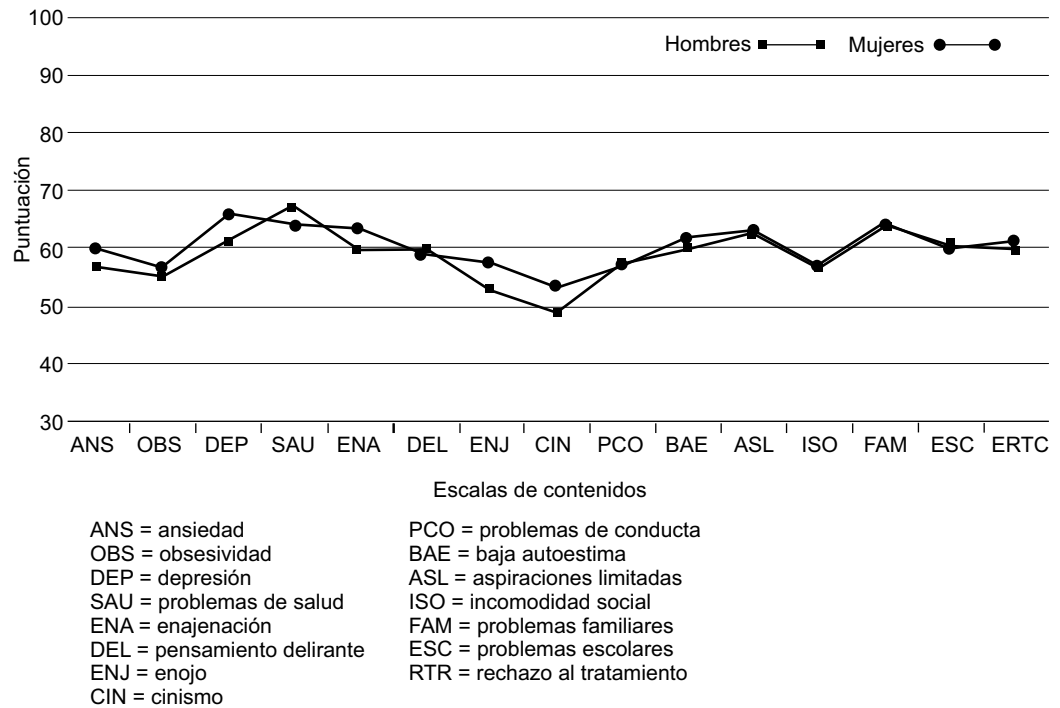 100
Hombres Mujeres
90
80
70
60
50
40
30
Puntuación
ANS OBS DEP SAU ENA DEL ENJ CIN PCO BAE ASL ISO FAM ESC ERTC
Escalas de contenidos
ANS = ansiedad
OBS = obsesividad
DEP = depresión
SAU = problemas de salud
ENA = enajenación
DEL = pensamiento delirante
ENJ = enojo
CIN = cinismo
PCO = problemas de conducta
BAE = baja autoestima
ASL = aspiraciones limitadas
ISO = incomodidad social
FAM = problemas familiares
ESC = problemas escolares
RTR = rechazo al tratamiento